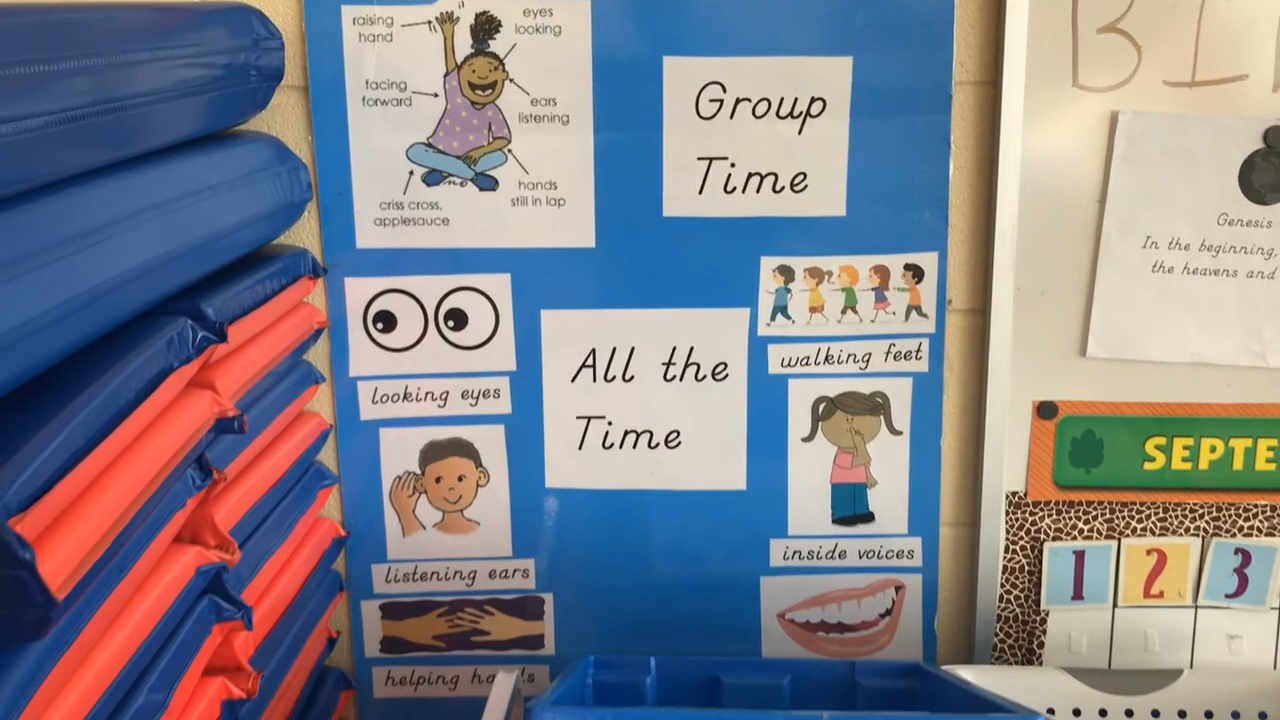 raising
hand
eyes
looking
facing
forward
ears
listening
hands
still in lap
criss cross,
applesauce
Group
Time
looking eyes
All the
Time
walking feet
listening ears
inside voices
helping
Genesis
In the beginning,
the heavens and
SEPTE
1 2 3